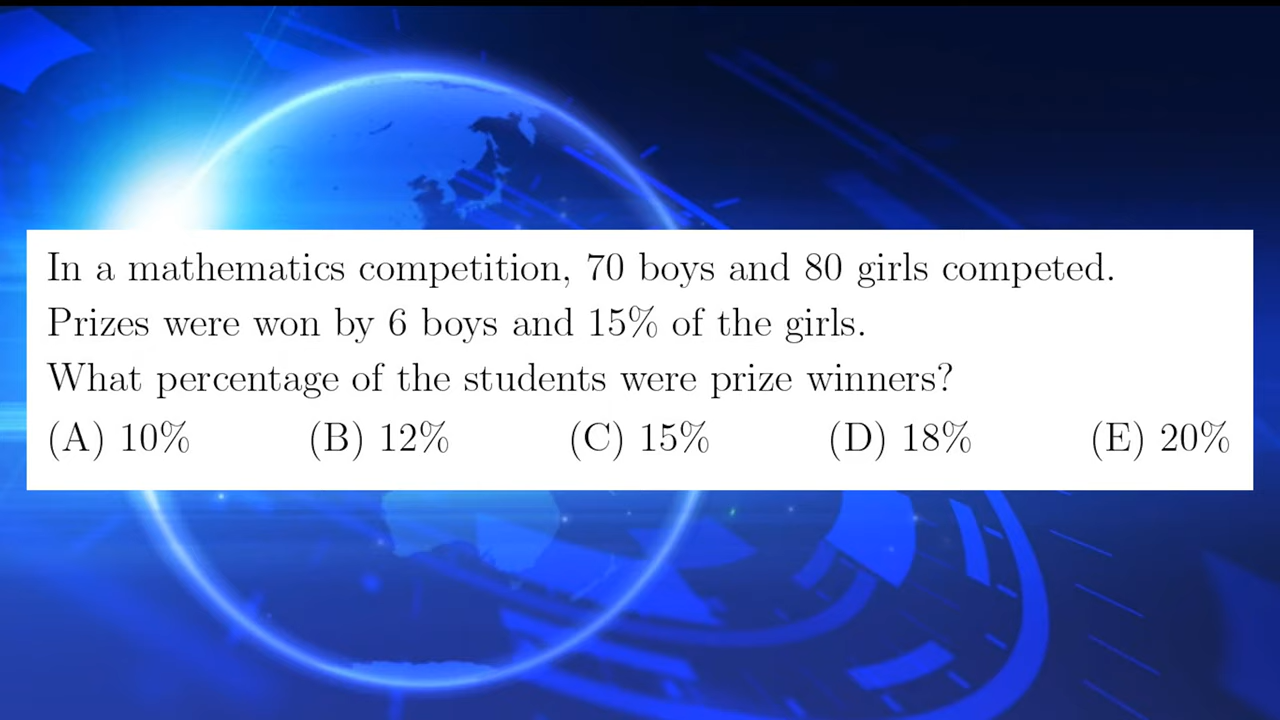 In a mathematics competition, 70 boys and 80 girls competed.
Prizes were won by 6 boys and 15% of the girls.
What percentage of the students were prize winners?
(A) 10% (B) 12% (C) 15% (D) 18% (E) 20%